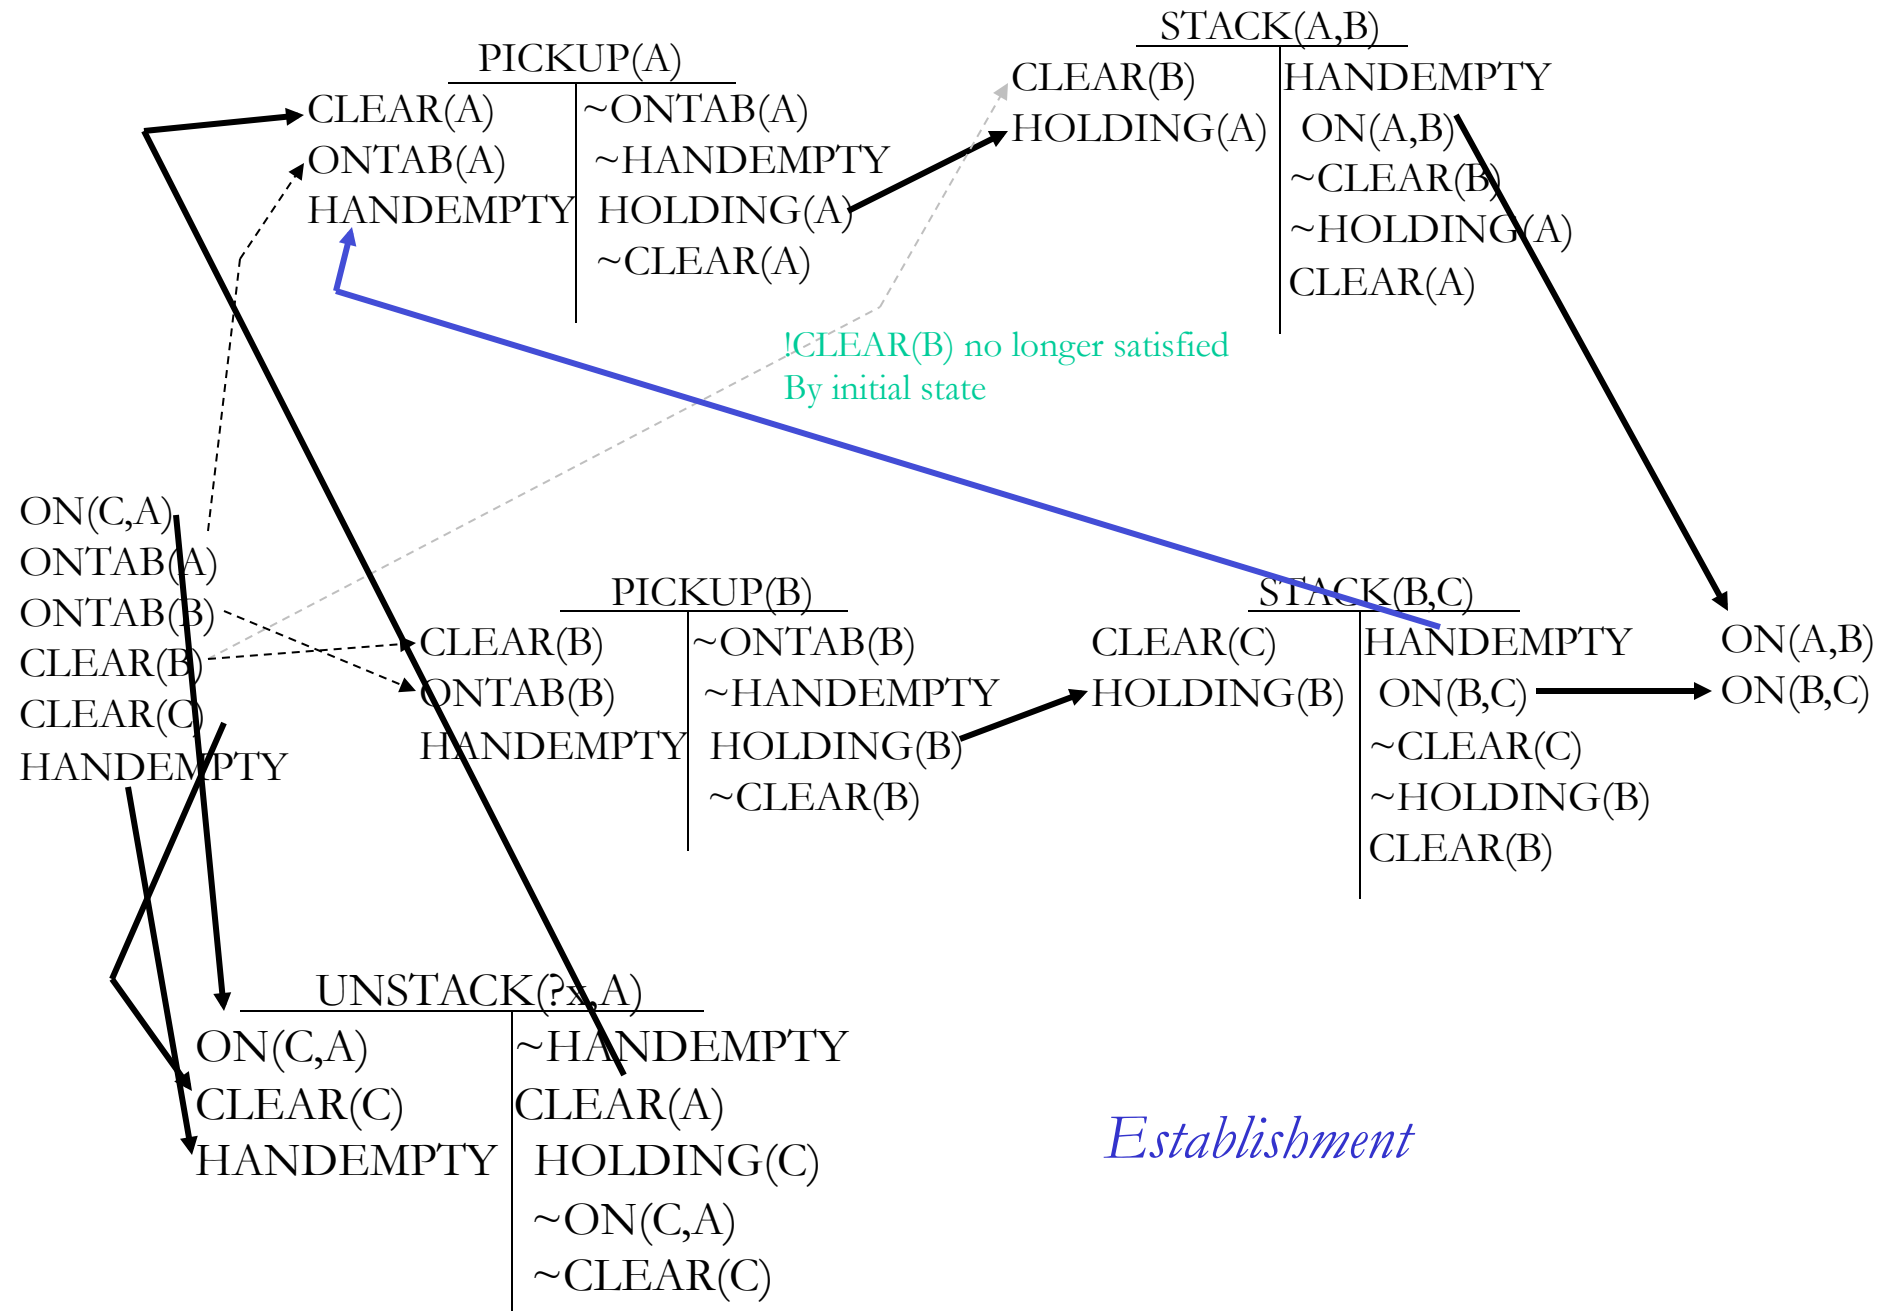 STACK(A,B)
PICKUP(A)
CLEAR(B)
HOLDING(A)
HANDEMPTY
ON(A,B)
~CLEAR(B)
~HOLDING(A)
CLEAR(A)
CLEAR(A)
ONTAB(A)
HANDEMPTY
~ONTAB(A)
~HANDEMPTY
HOLDING(A)
~CLEAR(A)
!CLEAR(B) no longer satisfied
By initial state
ON(C,A)
ONTAB(A)
ONTAB(B)
CLEAR(B)
CLEAR(C)
HANDEMPTY
PICKUP(B)
CLEAR(B)
ONTAB(B)
HANDEMPTY
~ONTAB(B)
~HANDEMPTY
HOLDING(B)
~CLEAR(B)
STACK(B,C)
CLEAR(C)
HOLDING(B)
HANDEMPTY
ON(B,C)
~CLEAR(C)
~HOLDING(B)
CLEAR(B)
ON(A,B)
ON(B,C)
UNSTACK(?x,A)
ON(C,A)
CLEAR(C)
HANDEMPTY
~HANDEMPTY
CLEAR(A)
HOLDING(C)
~ON(C,A)
~CLEAR(C)
Establishment